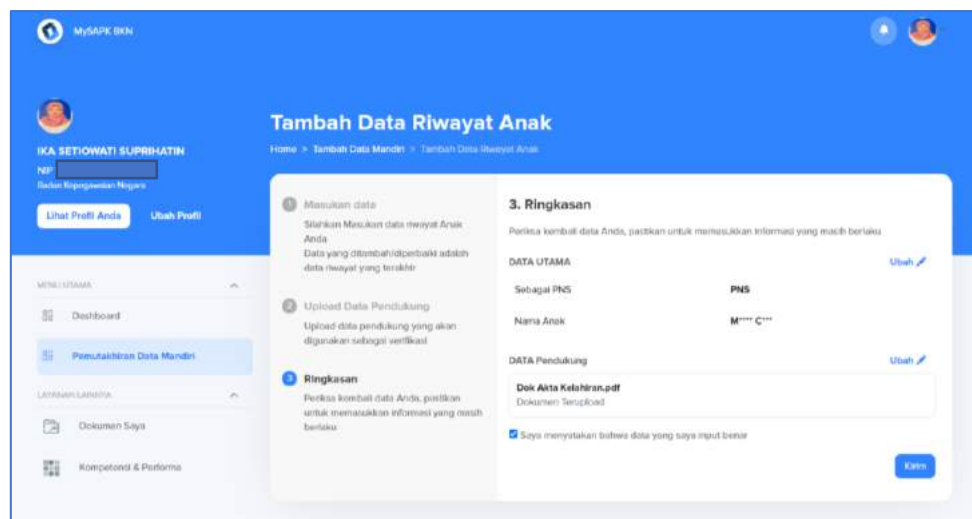 MySAPK BKN
IKA SETIOWATI SUPRIHATIN
NIP
Badan Kepegawaian Negara
Lihat Profil Anda
Ubah Profil
MENU UTAMA
Dashboard
Pemutakhiran Data Mandiri
LAYANAN LAINNYA
Dokumen Saya
Kompetensi & Performa
Tambah Data Riwayat Anak
Home > Tambah Data Mandiri > Tambah Data Riwayat Anak
1 Masukan data
Silahkan Masukan data riwayat Anak
Anda
Data yang ditambah/diperbaiki adalah
data riwayat yang terakhir
2 Upload Data Pendukung
Upload data pendukung yang akan
digunakan sebagai verifikasi
3 Ringkasan
Periksa kembali data Anda, pastikan
untuk memasukkan informasi yang masih
berlaku
3. Ringkasan
Periksa kembali data Anda, pastikan untuk memasukkan informasi yang masih berlaku
DATA UTAMA Ubah
Sebagai PNS PNS
Nama Anak M**** C***
DATA Pendukung Ubah
Dok Akta Kelahiran.pdf
Dokumen Terupload
Saya menyatakan bahwa data yang saya input benar
Kirim